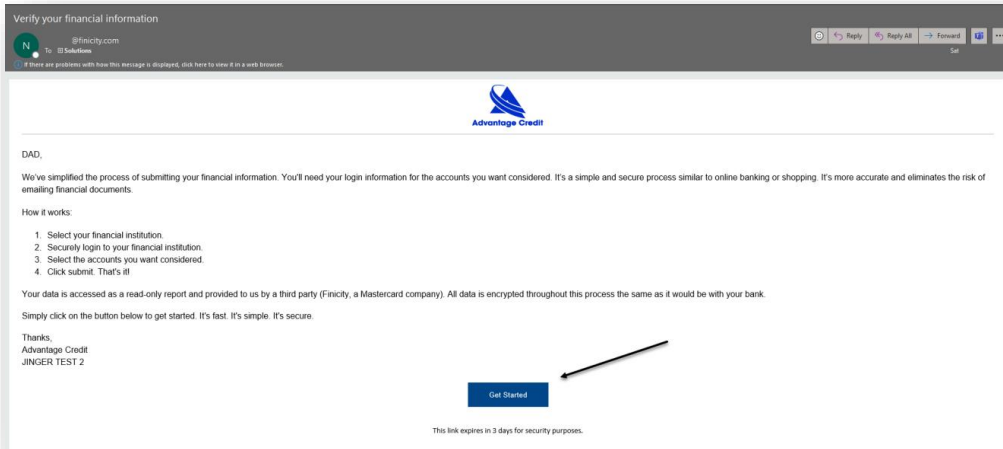 Verify your financial information
N
@finicity.com
To Solutions
If there are problems with how this message is displayed, click here to view it in a web browser.
Reply
Reply All
Forward
Sat
Advantage Credit
DAD,
We've simplified the process of submitting your financial information. You'll need your login information for the accounts you want considered. It's a simple and secure process similar to online banking or shopping. It's more accurate and eliminates the risk of
emailing financial documents.
How it works:
1. Select your financial institution.
2. Securely login to your financial institution.
3. Select the accounts you want considered.
4. Click submit. That's it!
Your data is accessed as a read-only report and provided to us by a third party (Finicity, a Mastercard company). All data is encrypted throughout this process the same as it would be with your bank.
Simply click on the button below to get started. It's fast. It's simple. It's secure.
Thanks,
Advantage Credit
JINGER TEST 2
Get Started
This link expires in 3 days for security purposes.